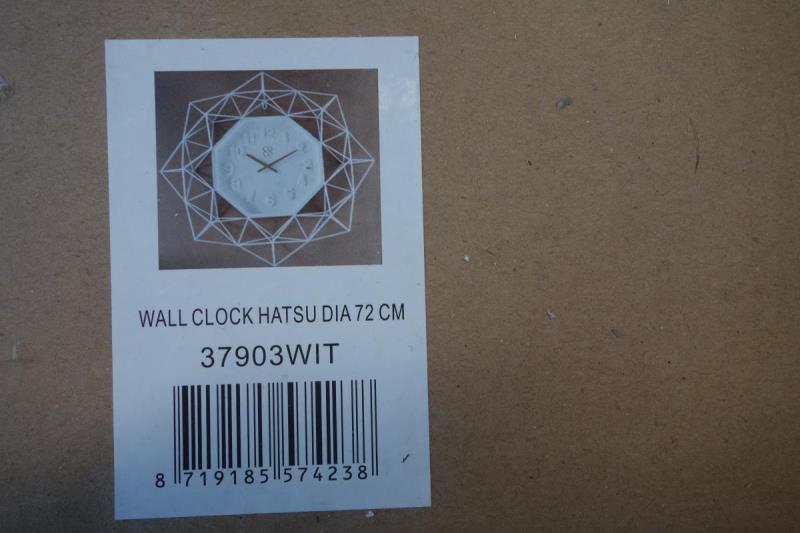 WALL CLOCK HATSU DIA 72 CM
37903WIT
8 719185 574238